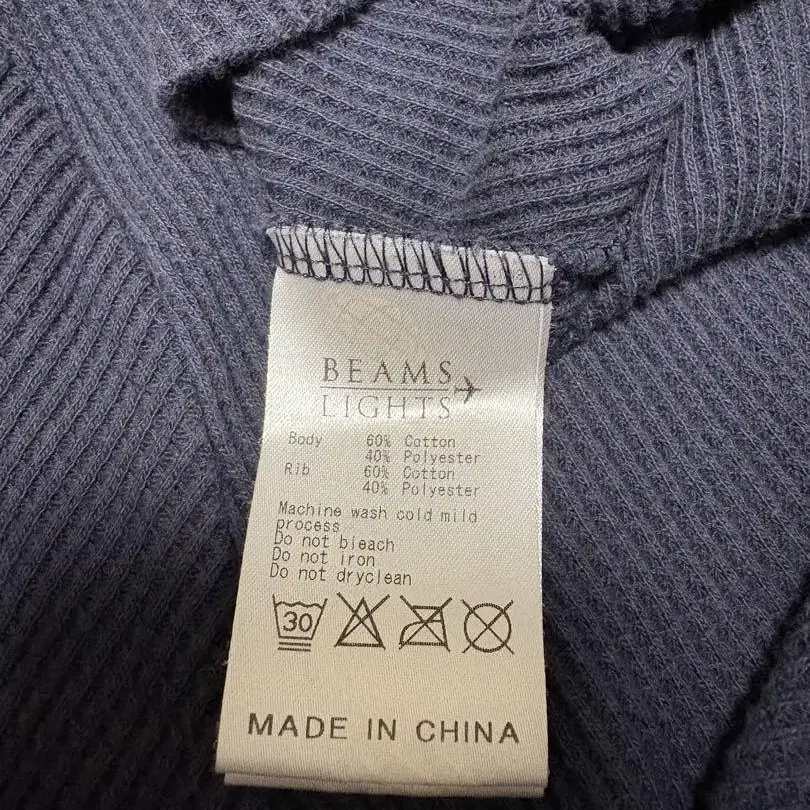 BEAMS
LIGHTS
Body 60% Cotton
40% Polyester
Rib 60% Cotton
40% Polyester
Machine wash cold mild
process
Do not bleach
Do not iron
Do not dryclean
30
MADE IN CHINA